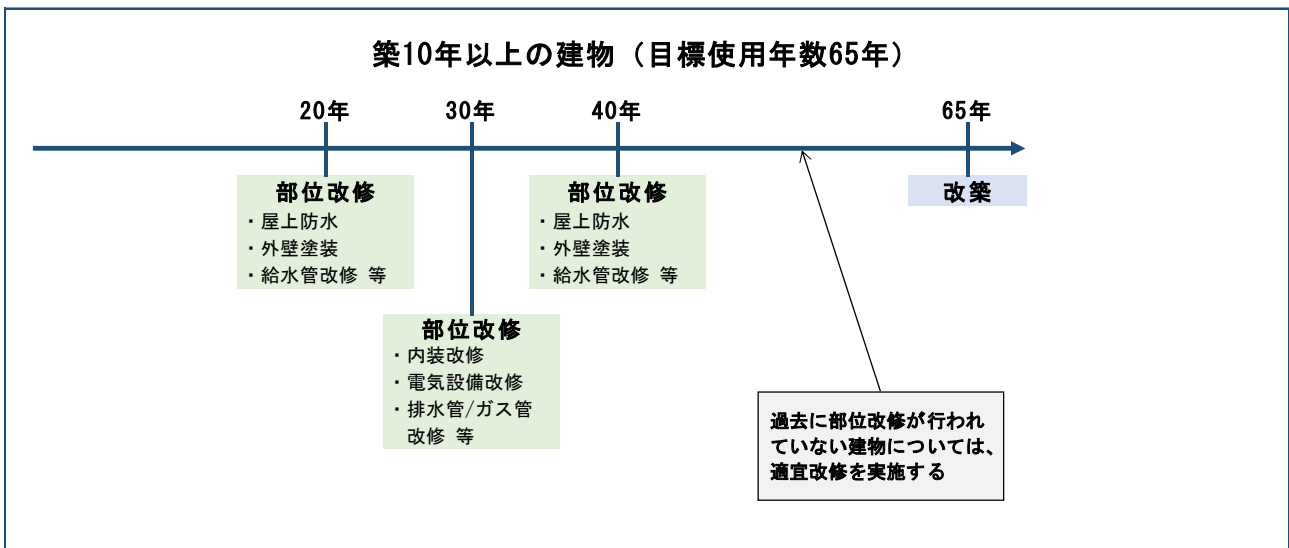 築10年以上の建物（目標使用年数65年）
20年
30年
40年
65年
部位改修
・屋上防水
・外壁塗装
・給水管改修 等
部位改修
・内装改修
・電気設備改修
・排水管/ガス管
改修 等
部位改修
・屋上防水
・外壁塗装
・給水管改修 等
改築
過去に部位改修が行われ
ていない建物については、
適宜改修を実施する